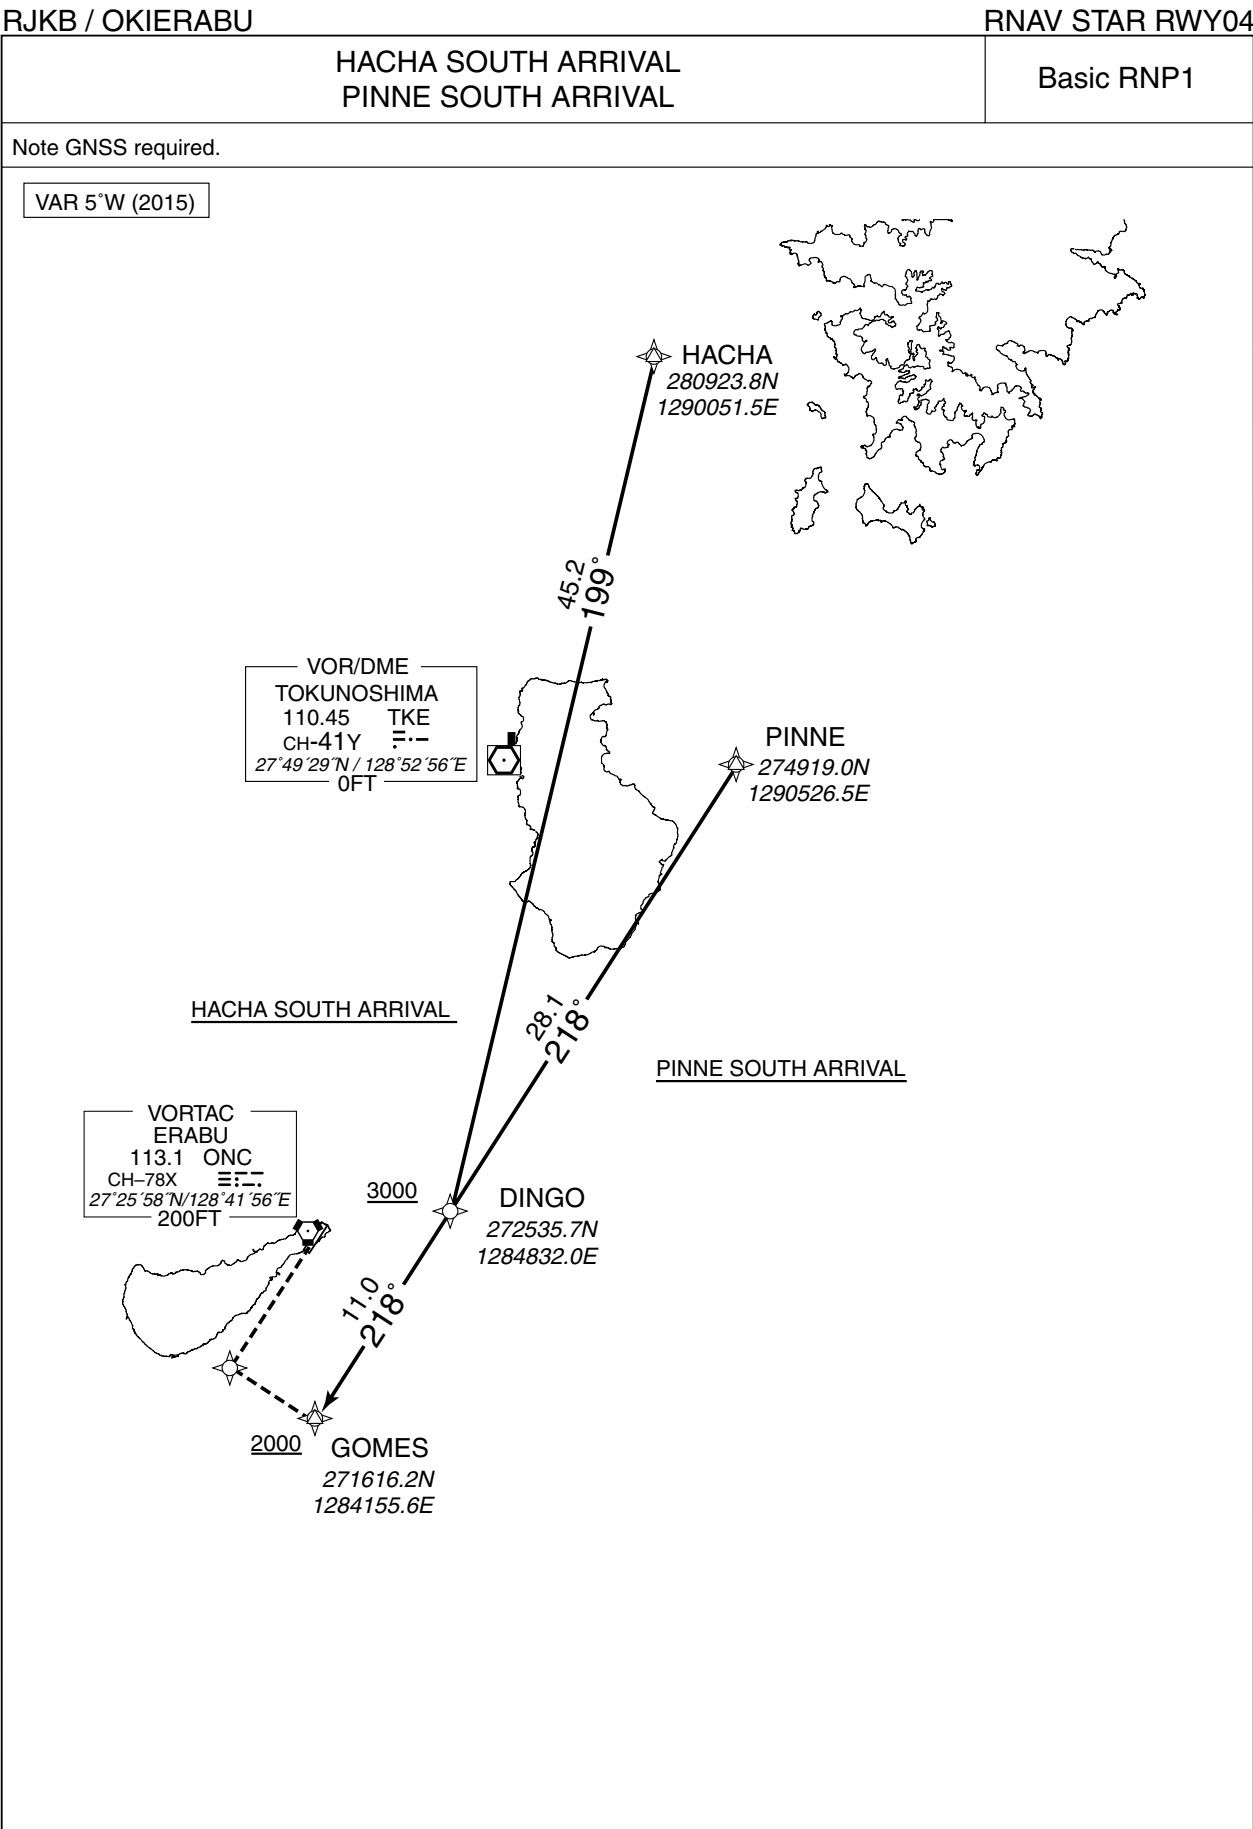 RJKB / OKIERABU
RNAV STAR RWY04
HACHA SOUTH ARRIVAL
PINNE SOUTH ARRIVAL
Basic RNP1
Note GNSS required.
VAR 5˚W (2015)
HACHA
280923.8N
1290051.5E
45.2
199˚
VOR/DME
TOKUNOSHIMA
110.45 TKE
CH-41Y
27˚49´29˝N / 128˚52´56˝E
0FT
PINNE
274919.0N
1290526.5E
28.1
218˚
HACHA SOUTH ARRIVAL
PINNE SOUTH ARRIVAL
VORTAC
ERABU
113.1 ONC
CH–78X
27˚25´58˝N/128˚41´56˝E
200FT
3000
DINGO
272535.7N
1284832.0E
11.0
218˚
2000
GOMES
271616.2N
1284155.6E